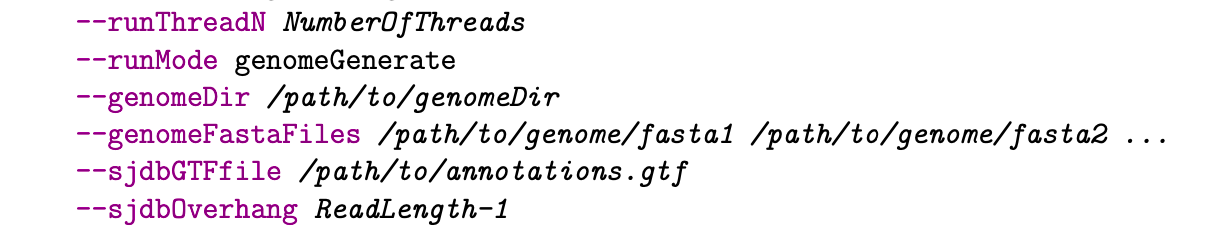 --runThreadN NumberOfThreads
--runMode genomeGenerate
--genomeDir /path/to/genomeDir
--genomeFastaFiles /path/to/genome/fasta1 /path/to/genome/fasta2 ...
--sjdbGTFfile /path/to/annotations.gtf
--sjdbOverhang ReadLength-1